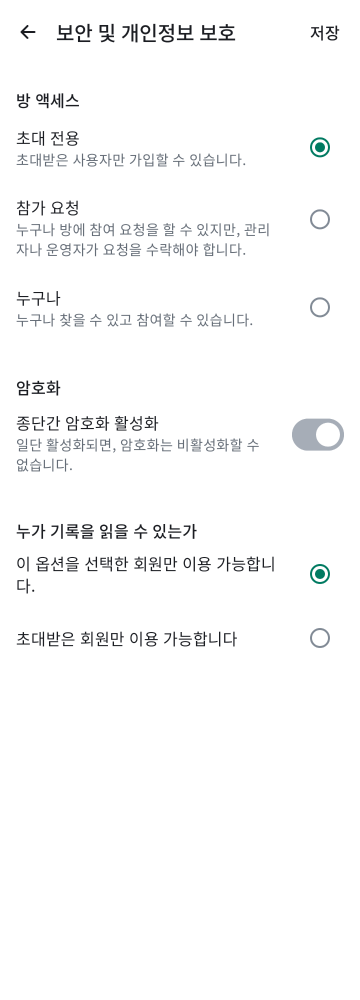 보안 및 개인정보 보호
저장
방 액세스
초대 전용
초대받은 사용자만 가입할 수 있습니다.
참가 요청
누구나 방에 참여 요청을 할 수 있지만, 관리
자나 운영자가 요청을 수락해야 합니다.
누구나
누구나 찾을 수 있고 참여할 수 있습니다.
암호화
종단간 암호화 활성화
일단 활성화되면, 암호화는 비활성화할 수
없습니다.
누가 기록을 읽을 수 있는가
이 옵션을 선택한 회원만 이용 가능합니
다.
초대받은 회원만 이용 가능합니다